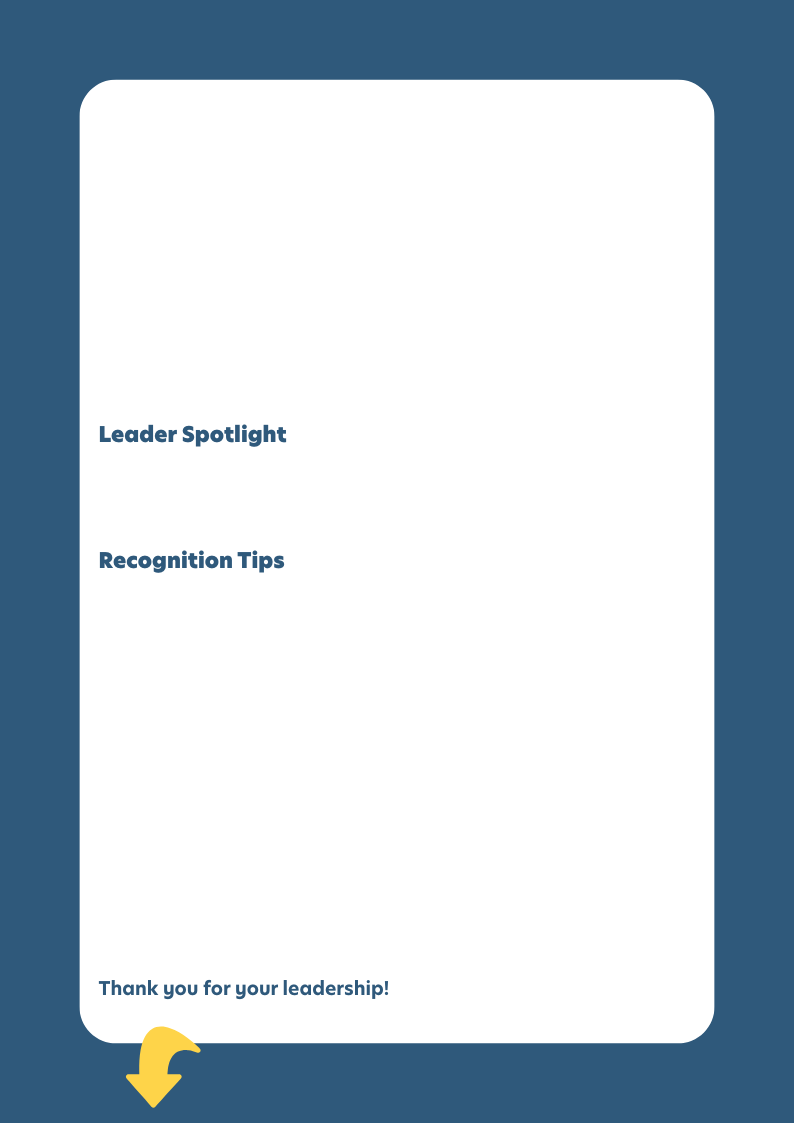 Leader Spotlight
Recognition Tips
Thank you for your leadership!